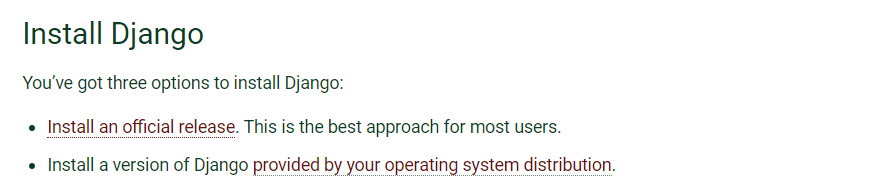 Install Django
You’ve got three options to install Django:
Install an official release. This is the best approach for most users.
Install a version of Django provided by your operating system distribution.